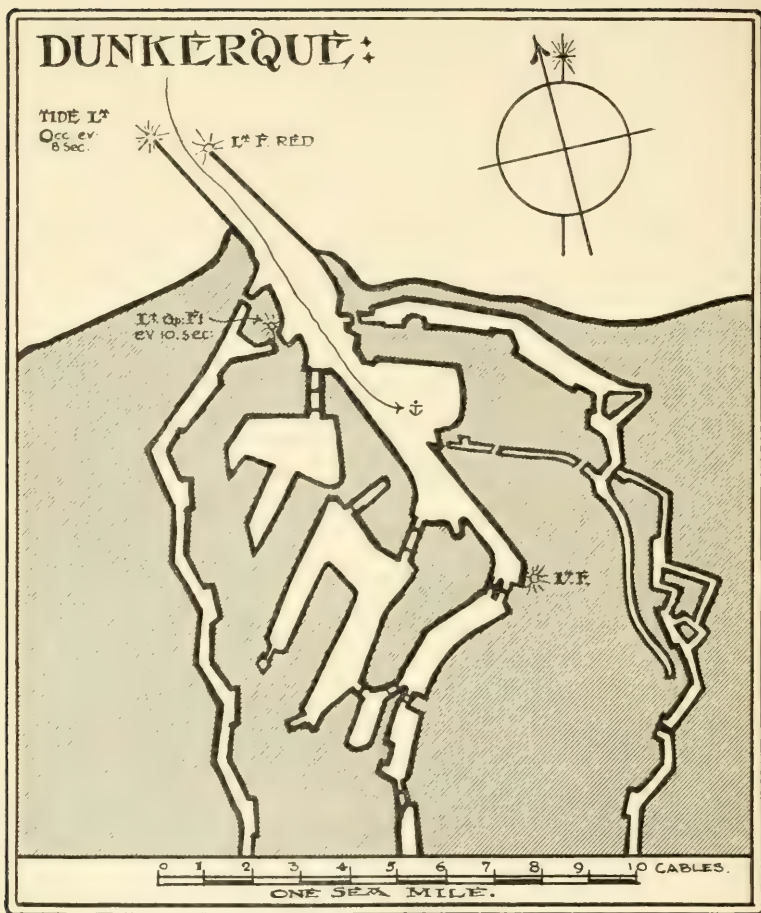 DUNKERQUE:
TIDE Lᵀ
Occ. ev.
8 Sec.
Lᵀ F. RED
Lᵀ Gp. Fl
ev 10. sec.
Lᵀ F.
0 1 2 3 4 5 6 7 8 9 10 CABLES.
ONE SEA MILE.